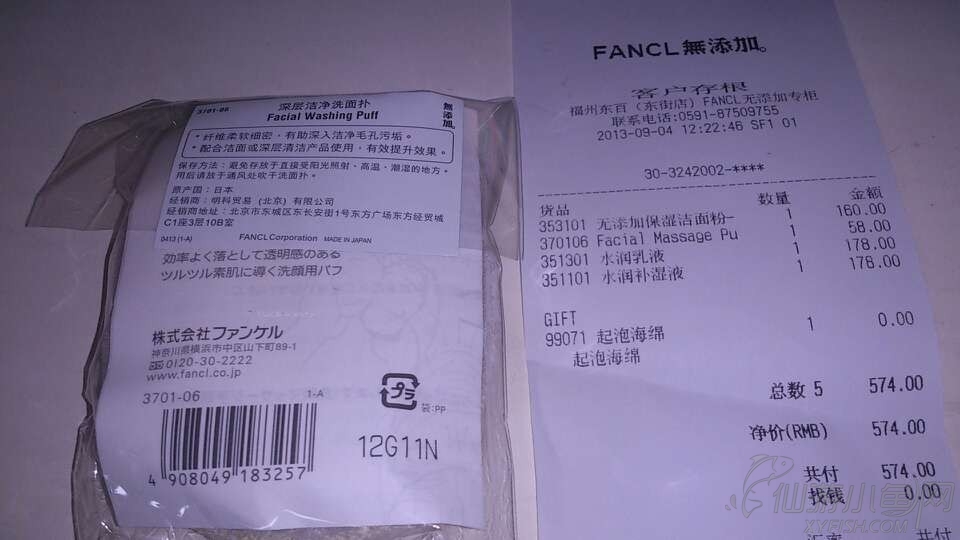 3701-06
深层洁净洗面扑
Facial Washing Puff
無添加。
*纤维柔软细密,有助深入洁净毛孔污垢。
*配合洁面或深层清洁产品使用,有效提升效果。
保存方法:避免存放于直接受阳光照射、高温、潮湿的地方。
用后请放于通风处吹干洗面扑。
原产国:日本
经销商:明科贸易(北京)有限公司
经销商地址:北京市东城区东长安街1号东方广场东方经贸城
C1座3层10B室
0413 (1-A) FANCL Corporation MADE IN JAPAN
効率よく落として透明感のある
ツルツル素肌に導く洗顔用パフ
株式会社ファンケル
神奈川県横浜市中区山下町89-1
0120-30-2222
www.fancl.co.jp
3701-06 1-A
プラ
袋:PP
4 908049 183257
12G11N
FANCL無添加。
客户存根
福州东百(东街店)FANCL无添加专柜
联系电话:0591-87509755
2013-09-04 12:22:46 SF1 01
30-3242002-****
货品 数量 金额
353101 无添加保湿洁面粉- 1 160.00
370106 Facial Massage Pu 1 58.00
351301 水润乳液 1 178.00
351101 水润补湿液 1 178.00
GIFT
99071 起泡海绵 1 0.00
起泡海绵
总数 5 574.00
净价(RMB) 574.00
共付 574.00
找钱 0.00
汇率 共付